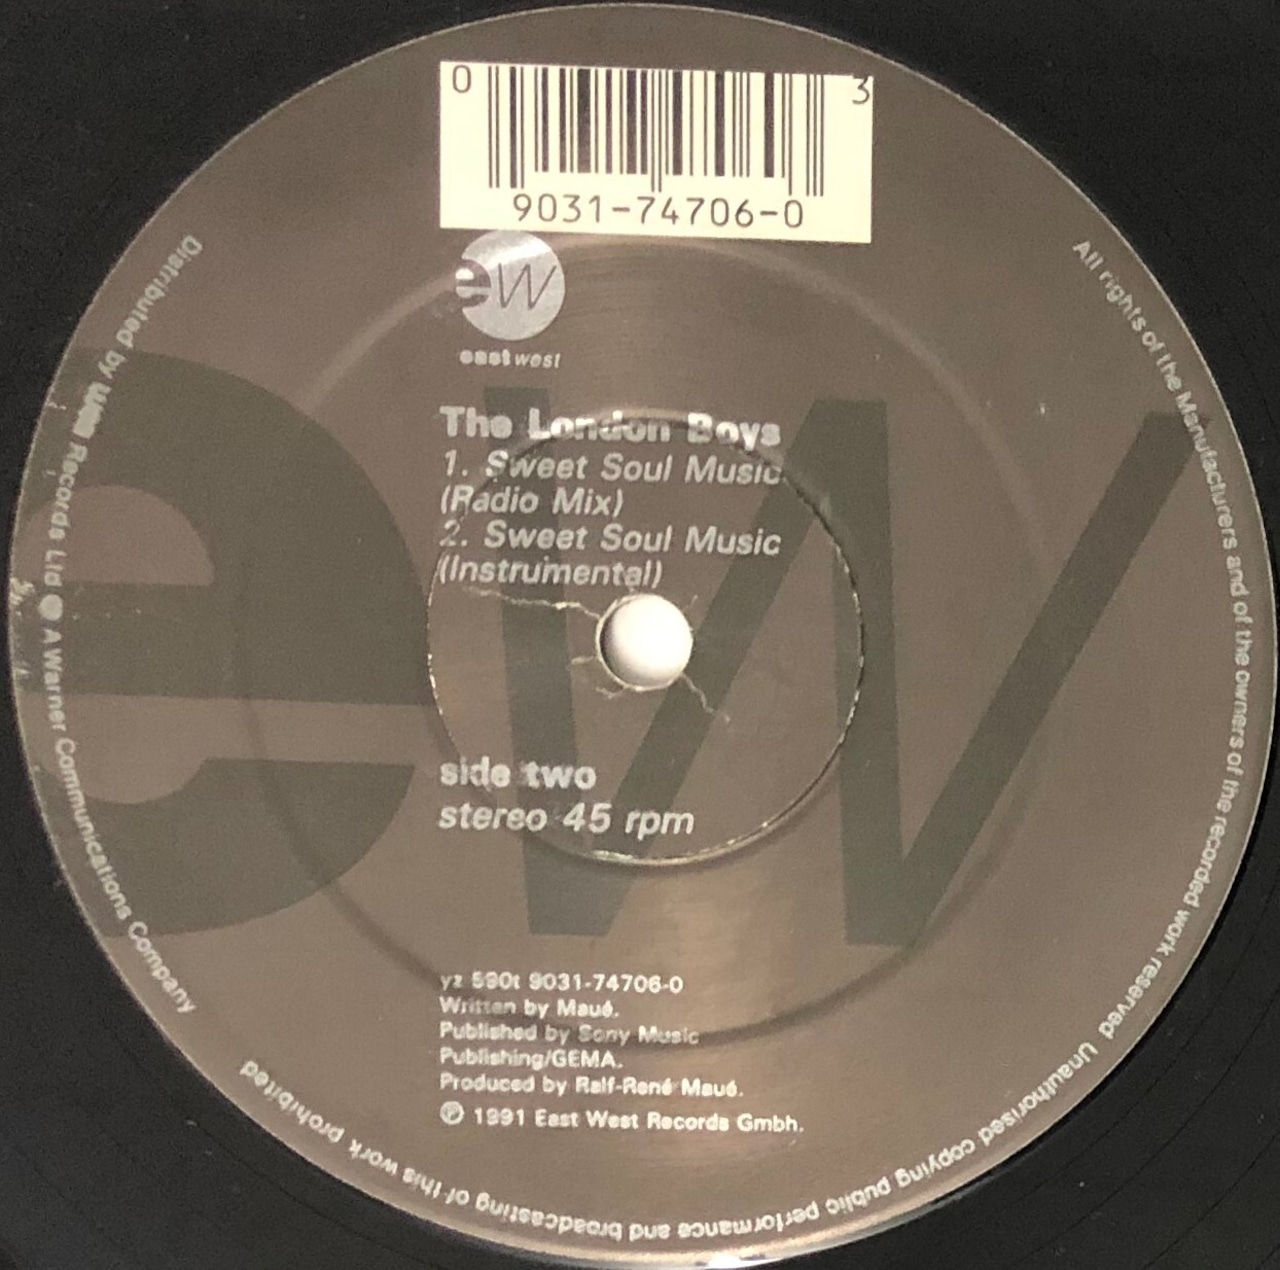 0 3
9031-74706-0
ew
eastwest
The London Boys
1. Sweet Soul Music
(Radio Mix)
2. Sweet Soul Music
(Instrumental)
side two
stereo 45 rpm
yz 590t 9031-74706-0
Written by Maué.
Published by Sony Music
Publishing/GEMA.
Produced by Ralf-René Maué.
℗ 1991 East West Records Gmbh.
Distributed by wea Records Ltd ● A Warner Communications Company
All rights of the Manufacturers and of the owners of the recorded work reserved Unauthorised copying public performance and broadcasting of this work prohibited
ew